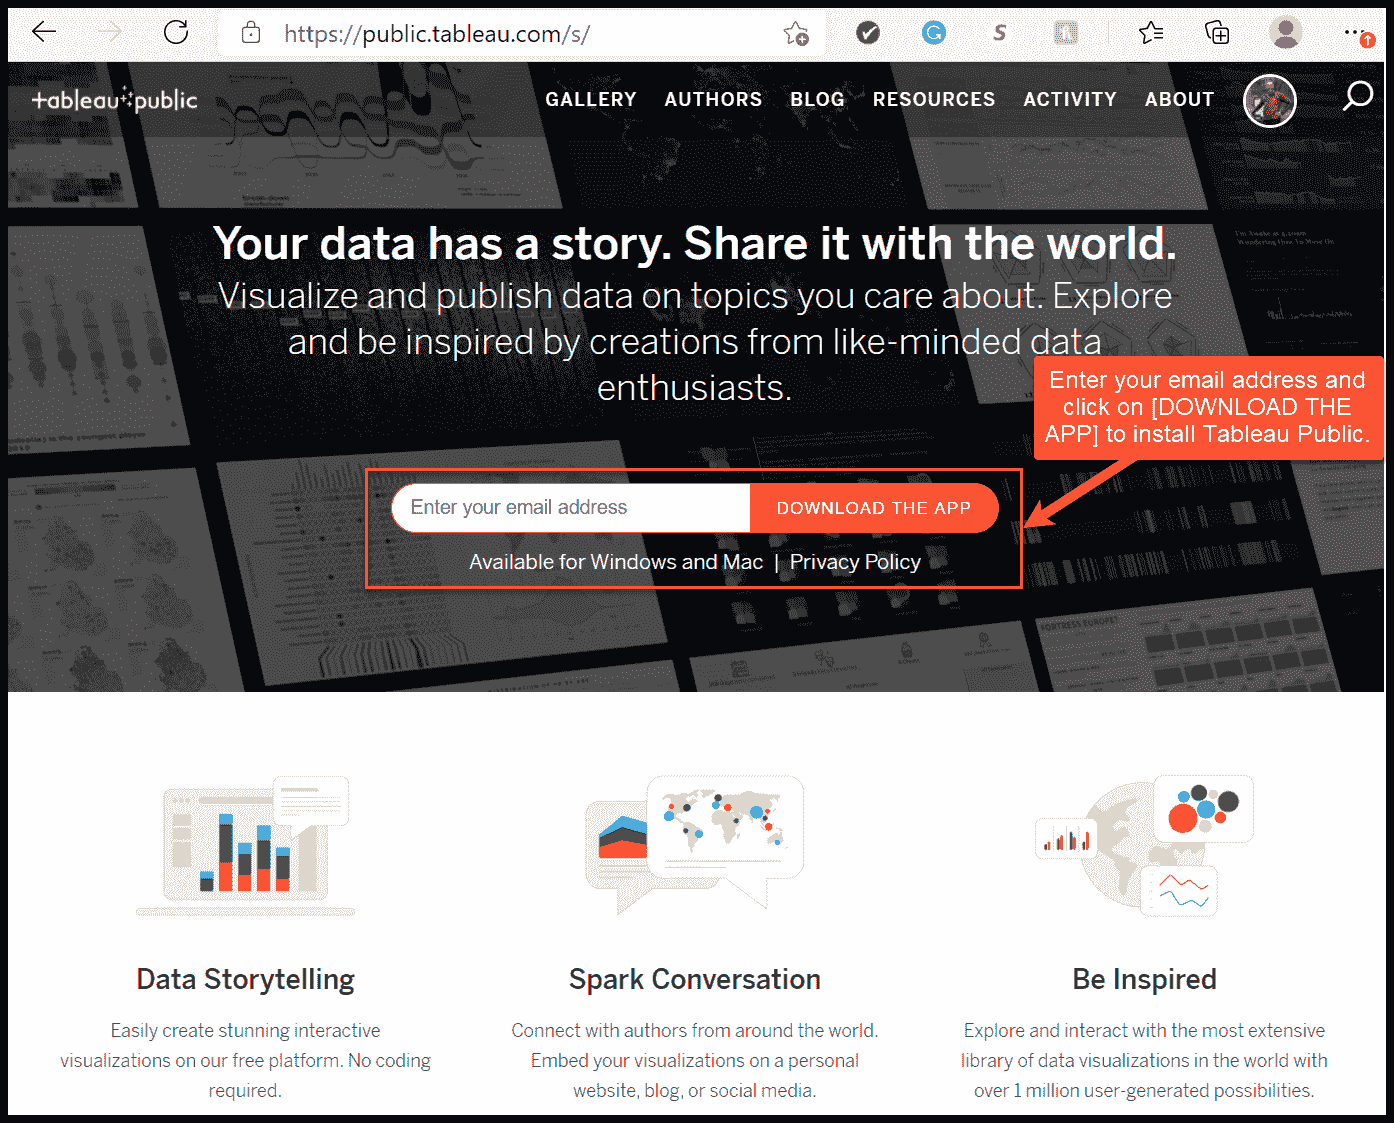 https://public.tableau.com/s/
tableau public
GALLERY AUTHORS BLOG RESOURCES ACTIVITY ABOUT
Your data has a story. Share it with the world.
Visualize and publish data on topics you care about. Explore
and be inspired by creations from like-minded data
enthusiasts.
Enter your email address and
click on [DOWNLOAD THE
APP] to install Tableau Public.
Enter your email address
DOWNLOAD THE APP
Available for Windows and Mac | Privacy Policy
FORTRESS EUROPE?
Data Storytelling
Easily create stunning interactive
visualizations on our free platform. No coding
required.
Spark Conversation
Connect with authors from around the world.
Embed your visualizations on a personal
website, blog, or social media.
Be Inspired
Explore and interact with the most extensive
library of data visualizations in the world with
over 1 million user-generated possibilities.